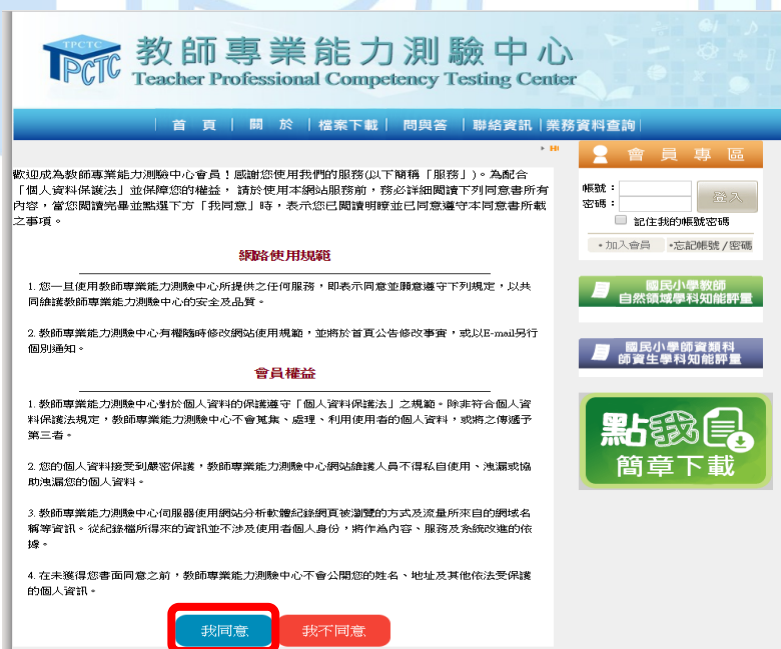 TPCTC
PCTC
教師專業能力測驗中心
Teacher Professional Competency Testing Center
首 頁 | 關 於 | 檔案下載 | 問與答 | 聯絡資訊 | 業務資料查詢 |
歡迎成為教師專業能力測驗中心會員！感謝您使用我們的服務(以下簡稱「服務」)。為配合
「個人資料保護法」並保障您的權益， 請於使用本網站服務前，務必詳細閱讀下列同意書所有
內容，當您閱讀完畢並點選下方「我同意」時，表示您已閱讀明瞭並已同意遵守本同意書所載
之事項。
網路使用規範
1. 您一旦使用教師專業能力測驗中心所提供之任何服務，即表示同意並願意遵守下列規定，以共
同維護教師專業能力測驗中心的安全及品質。
2. 教師專業能力測驗中心有權隨時修改網站使用規範，並將於首頁公告修改事實，或以E-mail另行
個別通知。
會員權益
1. 教師專業能力測驗中心對於個人資料的保護遵守「個人資料保護法」之規範。除非符合個人資
料保護法規定，教師專業能力測驗中心不會蒐集、處理、利用使用者的個人資料，或將之傳遞予
第三者。
2. 您的個人資料接受到嚴密保護，教師專業能力測驗中心網站維護人員不得私自使用、洩漏或協
助洩漏您的個人資料。
3. 教師專業能力測驗中心伺服器使用網站分析軟體紀錄網頁被瀏覽的方式及流量所來自的網域名
稱等資訊。從紀錄檔所得來的資訊並不涉及使用者個人身份，將作為內容、服務及系統改進的依
據。
4. 在未獲得您書面同意之前，教師專業能力測驗中心不會公開您的姓名、地址及其他依法受保護
的個人資訊。
我同意
我不同意
會 員 專 區
帳號：
密碼：
登入
記住我的帳號密碼
•加入會員 •忘記帳號 / 密碼
國民小學教師
自然領域學科知能評量
國民小學師資類科
師資生學科知能評量
點我
簡章下載